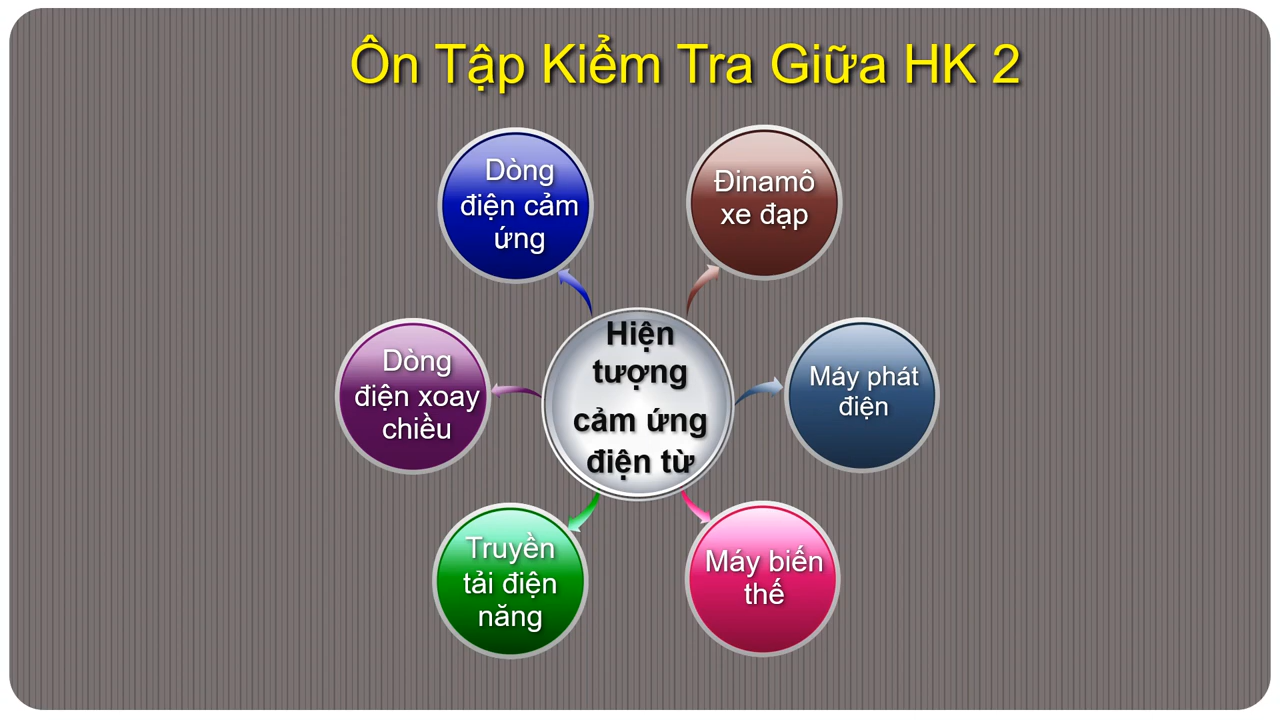 Ôn Tập Kiểm Tra Giữa HK 2
Dòng
điện cảm
ứng
Đinamô
xe đạp
Hiện
tượng
cảm ứng
điện từ
Dòng
điện xoay
chiều
Máy phát
điện
Truyền
tải điện
năng
Máy biến
thế